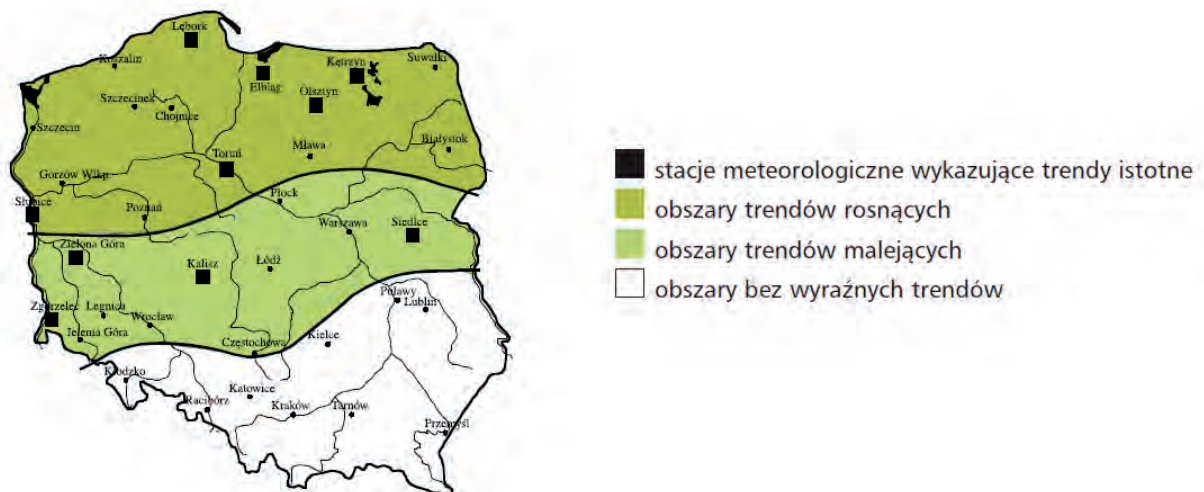 Lębork
Koszalin
Kętrzyn
Suwałki
Elbląg
Olsztyn
Szczecinek
Chojnice
Szczecin
Białystok
Mława
Toruń
Gorzów Wlkp.
Płock
Słubice
Poznań
Warszawa
Siedlce
Zielona Góra
Łódź
Kalisz
Puławy
Zgorzelec
Legnica
Lublin
Wrocław
Jelenia Góra
Kielce
Częstochowa
Kłodzko
Katowice
Racibórz
Kraków
Tarnów
Przemyśl
stacje meteorologiczne wykazujące trendy istotne
obszary trendów rosnących
obszary trendów malejących
obszary bez wyraźnych trendów